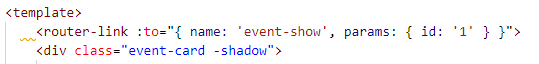 <template>
<router-link :to="{ name: 'event-show', params: { id: '1' } }">
<div class="event-card -shadow">